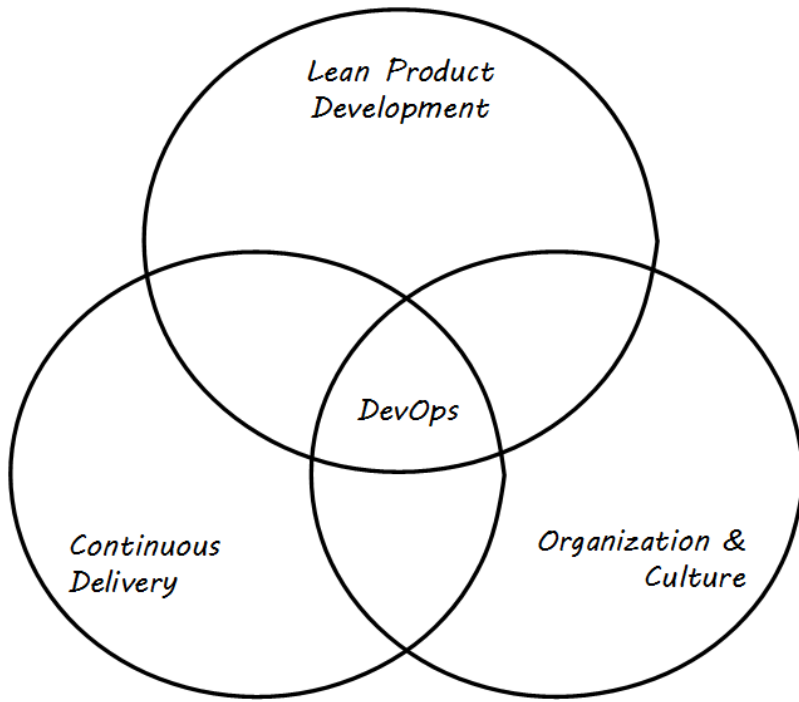 Lean Product
Development
DevOps
Continuous
Delivery
Organization &
Culture